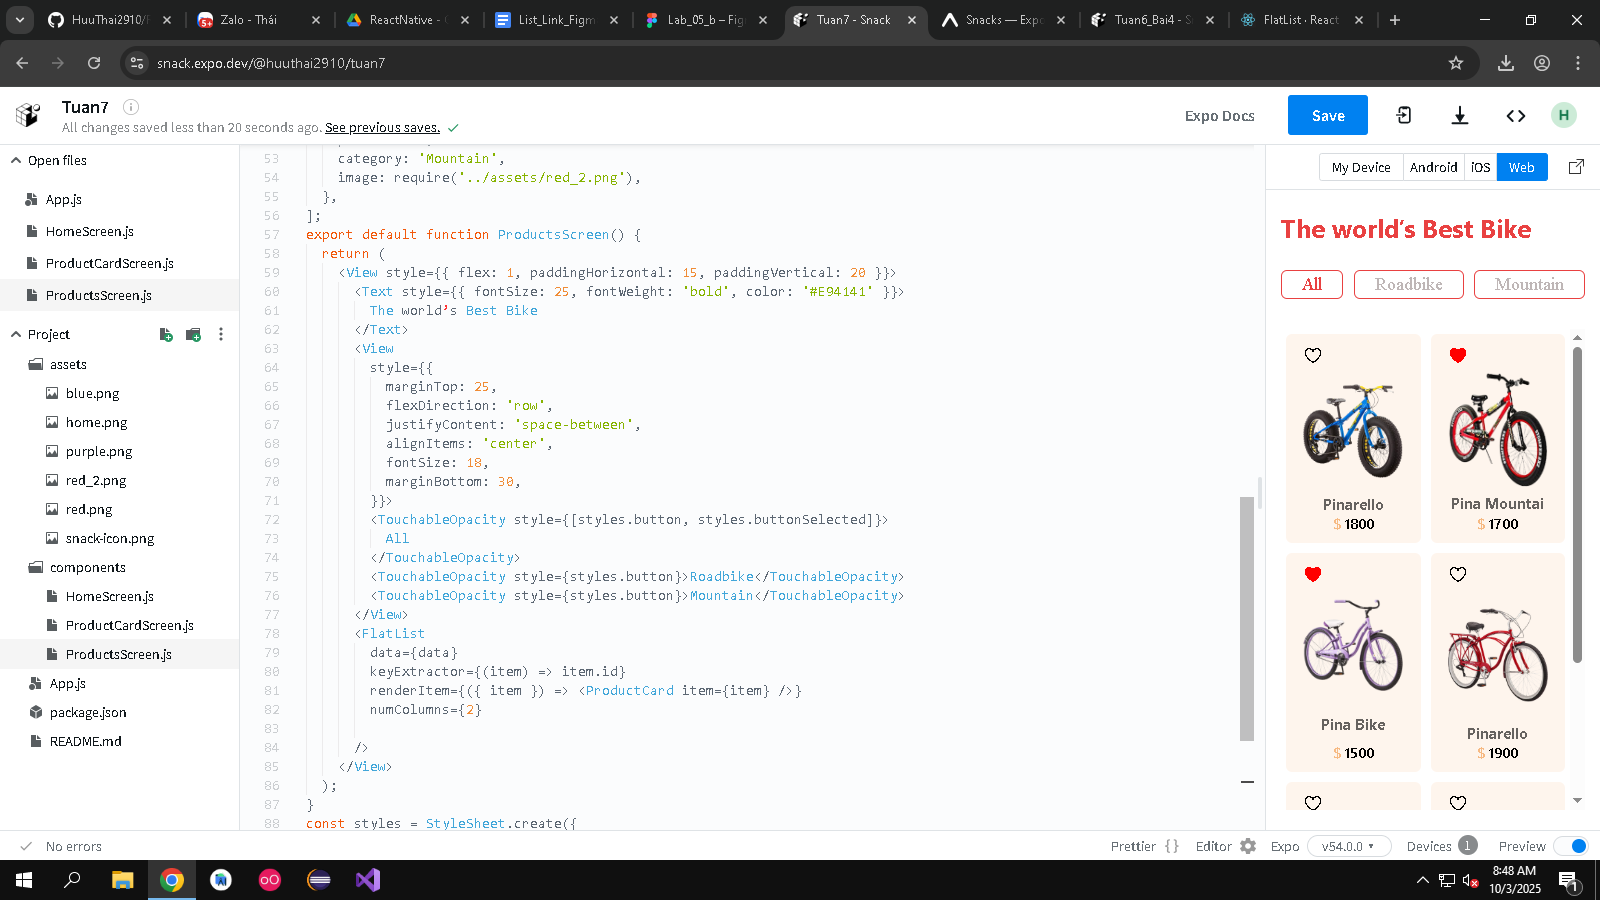 HuuThai2910/
Zalo - Thái
ReactNative -
List_Link_Figm
Lab_05_b – Fig
Tuan7 - Snack
Snacks — Expo
Tuan6_Bai4 - S
FlatList · React
snack.expo.dev/@huuthai2910/tuan7
Tuan7
All changes saved less than 20 seconds ago. See previous saves.
Expo Docs
Save
H
Open files
App.js
HomeScreen.js
ProductCardScreen.js
ProductsScreen.js
Project
assets
blue.png
home.png
purple.png
red_2.png
red.png
snack-icon.png
components
HomeScreen.js
ProductCardScreen.js
ProductsScreen.js
App.js
package.json
README.md
53 category: 'Mountain',
54 image: require('../assets/red_2.png'),
55 },
56 ];
57 export default function ProductsScreen() {
58 return (
59 <View style={{ flex: 1, paddingHorizontal: 15, paddingVertical: 20 }}>
60 <Text style={{ fontSize: 25, fontWeight: 'bold', color: '#E94141' }}>
61 The world’s Best Bike
62 </Text>
63 <View
64 style={{
65 marginTop: 25,
66 flexDirection: 'row',
67 justifyContent: 'space-between',
68 alignItems: 'center',
69 fontSize: 18,
70 marginBottom: 30,
71 }}>
72 <TouchableOpacity style={[styles.button, styles.buttonSelected]}>
73 All
74 </TouchableOpacity>
75 <TouchableOpacity style={styles.button}>Roadbike</TouchableOpacity>
76 <TouchableOpacity style={styles.button}>Mountain</TouchableOpacity>
77 </View>
78 <FlatList
79 data={data}
80 keyExtractor={(item) => item.id}
81 renderItem={({ item }) => <ProductCard item={item} />}
82 numColumns={2}
83
84 />
85 </View>
86 );
87 }
88 const styles = StyleSheet.create({
My Device
Android
iOS
Web
The world’s Best Bike
All
Roadbike
Mountain
Pinarello
$ 1800
Pina Mountai
$ 1700
Pina Bike
$ 1500
Pinarello
$ 1900
No errors
Prettier { }
Editor
Expo
v54.0.0
Devices 1
Preview
8:48 AM
10/3/2025
1